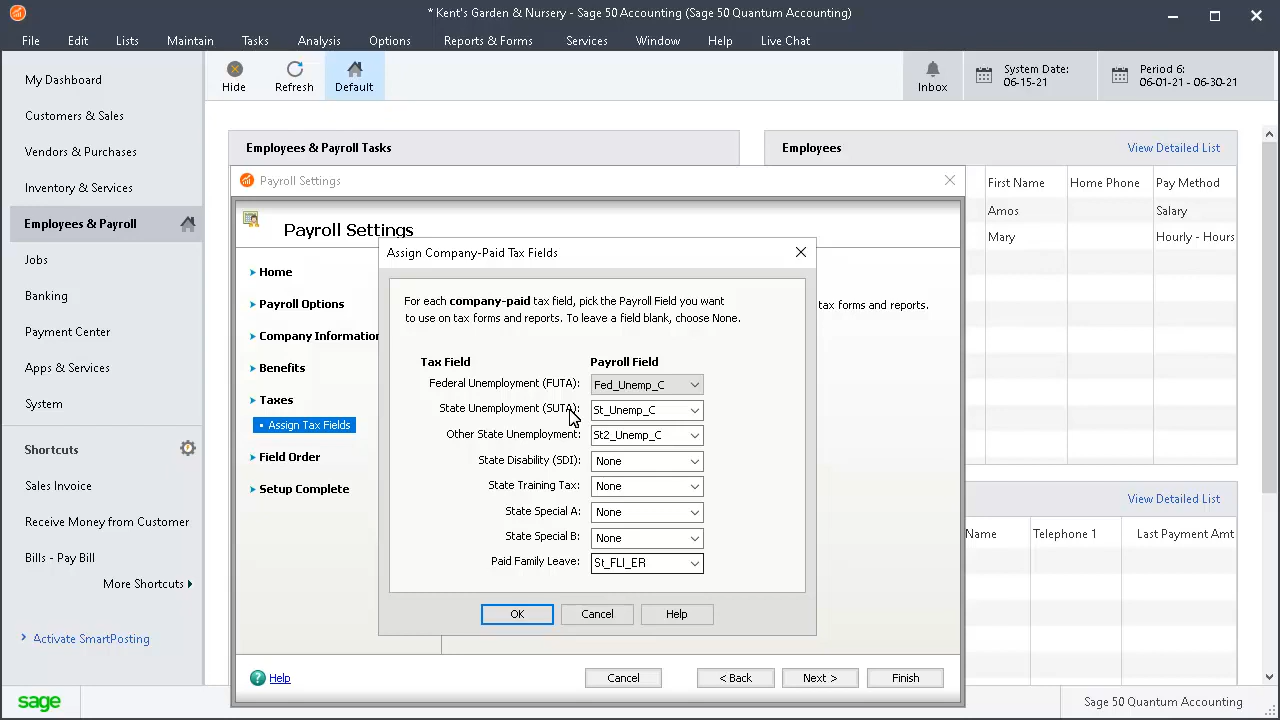 * Kent's Garden & Nursery - Sage 50 Accounting (Sage 50 Quantum Accounting)
File Edit Lists Maintain Tasks Analysis Options Reports & Forms Services Window Help Live Chat
My Dashboard
Customers & Sales
Vendors & Purchases
Inventory & Services
Employees & Payroll
Jobs
Banking
Payment Center
Apps & Services
System
Shortcuts
Sales Invoice
Receive Money from Customer
Bills - Pay Bill
More Shortcuts
Activate SmartPosting
sage
Hide Refresh Default
Inbox
System Date:
06-15-21
Period 6:
06-01-21 - 06-30-21
Employees & Payroll Tasks
Employees View Detailed List
First Name Home Phone Pay Method
Amos Salary
Mary Hourly - Hours
View Detailed List
Name Telephone 1 Last Payment Amt
Payroll Settings
Payroll Settings
Home
Payroll Options
Company Information
Benefits
Taxes
• Assign Tax Fields
Field Order
Setup Complete
tax forms and reports.
Assign Company-Paid Tax Fields
For each company-paid tax field, pick the Payroll Field you want
to use on tax forms and reports. To leave a field blank, choose None.
Tax Field Payroll Field
Federal Unemployment (FUTA): Fed_Unemp_C
State Unemployment (SUTA): St_Unemp_C
Other State Unemployment: St2_Unemp_C
State Disability (SDI): None
State Training Tax: None
State Special A: None
State Special B: None
Paid Family Leave: St_FLI_ER
OK Cancel Help
Help Cancel < Back Next > Finish
Sage 50 Quantum Accounting